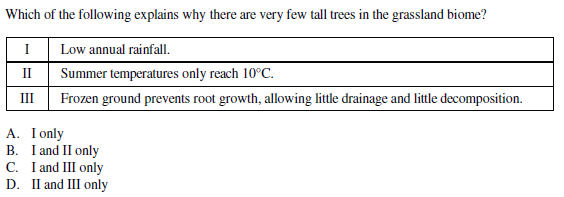 Which of the following explains why there are very few tall trees in the grassland biome?
I Low annual rainfall.
II Summer temperatures only reach 10°C.
III Frozen ground prevents root growth, allowing little drainage and little decomposition.
A. I only
B. I and II only
C. I and III only
D. II and III only